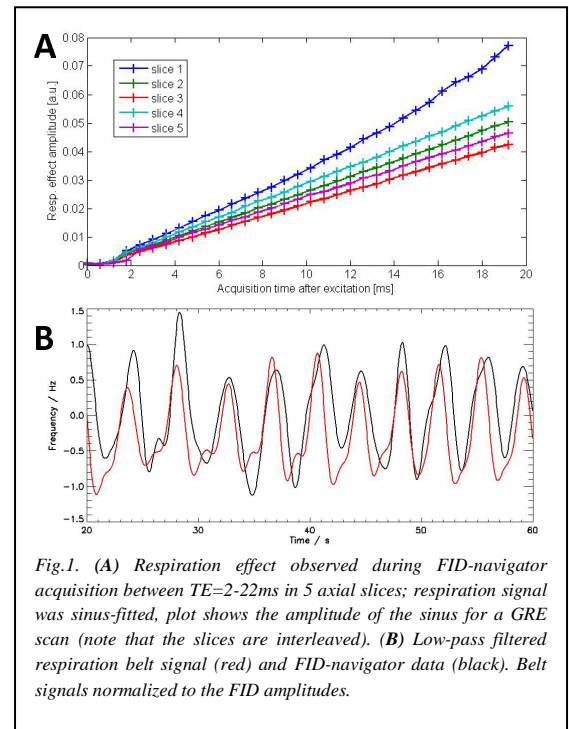 A
0.08
0.07
0.06
0.05
0.04
0.03
0.02
0.01
0
Resp. effect amplitude [a.u.]
slice 1
slice 2
slice 3
slice 4
slice 5
0 2 4 6 8 10 12 14 16 18 20
Acquisition time after excitation [ms]
B
1.5
1.0
0.5
0.0
-0.5
-1.0
-1.5
Frequency / Hz
20 30 40 50 60
Time / s
Fig.1. (A) Respiration effect observed during FID-navigator
acquisition between TE=2-22ms in 5 axial slices; respiration signal
was sinus-fitted, plot shows the amplitude of the sinus for a GRE
scan (note that the slices are interleaved). (B) Low-pass filtered
respiration belt signal (red) and FID-navigator data (black). Belt
signals normalized to the FID amplitudes.